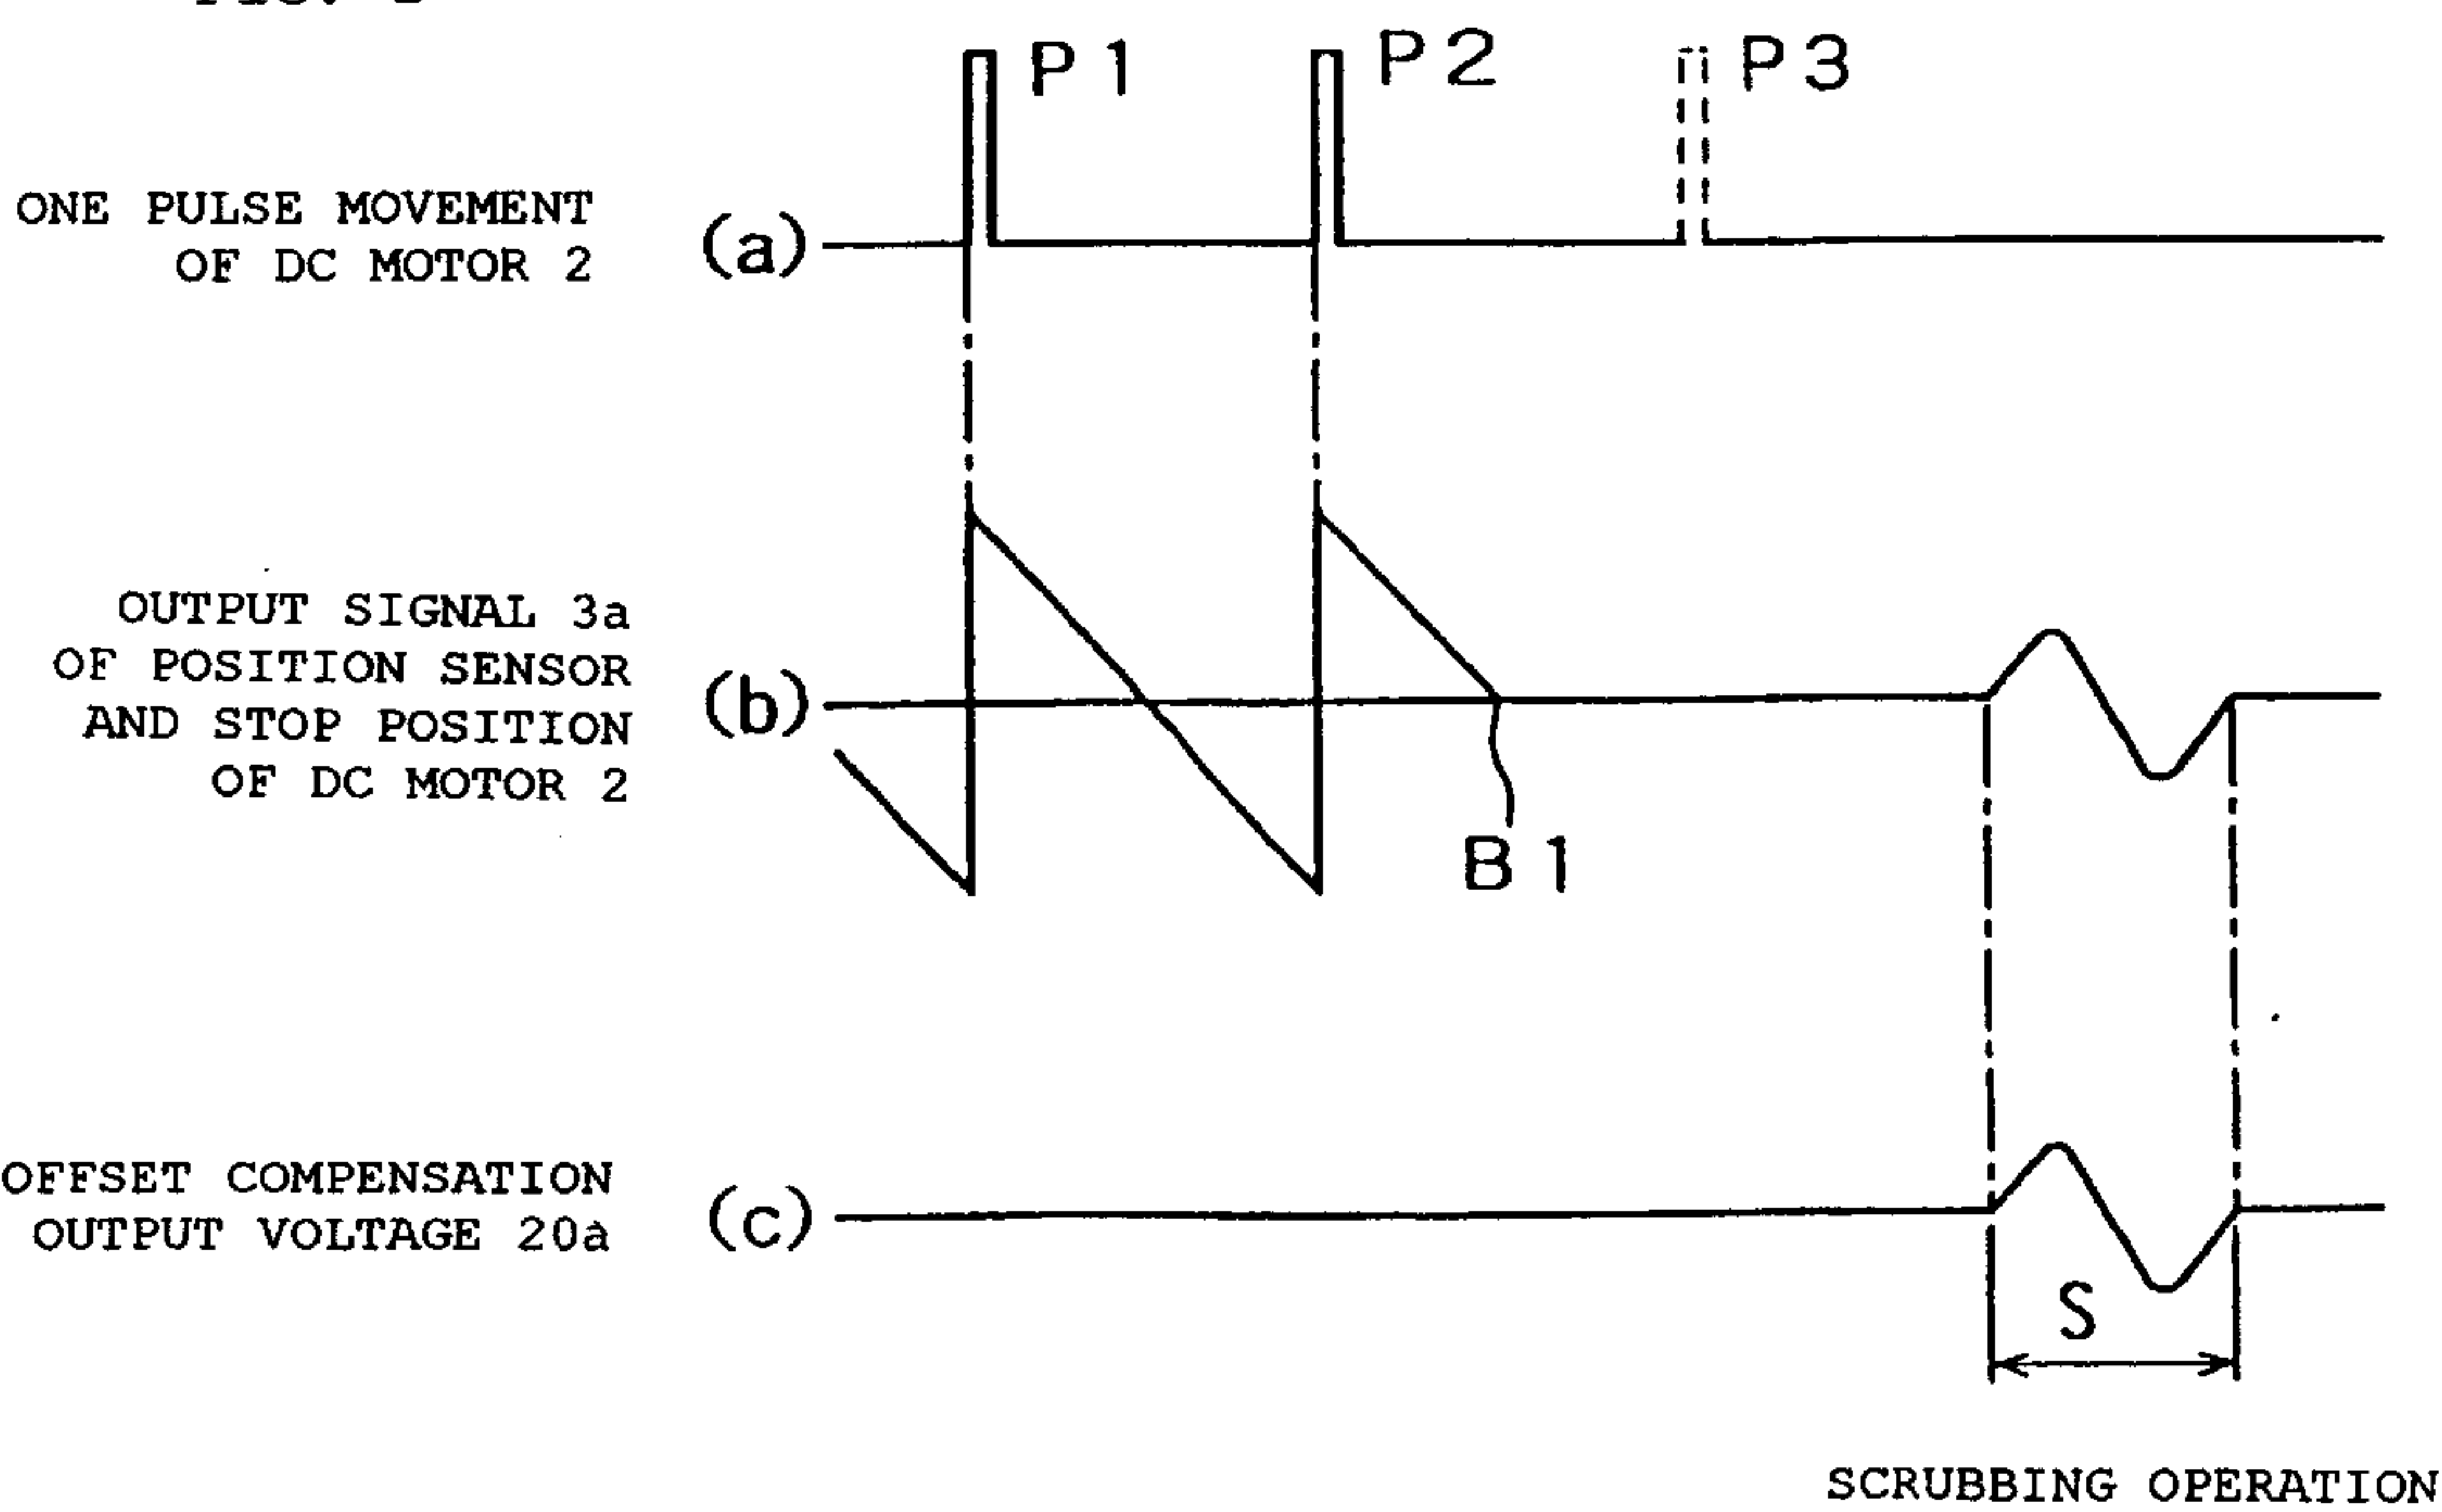 P1
P2
P3
ONE PULSE MOVEMENT
OF DC MOTOR 2
(a)
OUTPUT SIGNAL 3a
OF POSITION SENSOR
AND STOP POSITION
OF DC MOTOR 2
(b)
B1
OFFSET COMPENSATION
OUTPUT VOLTAGE 20a
(c)
S
SCRUBBING OPERATION